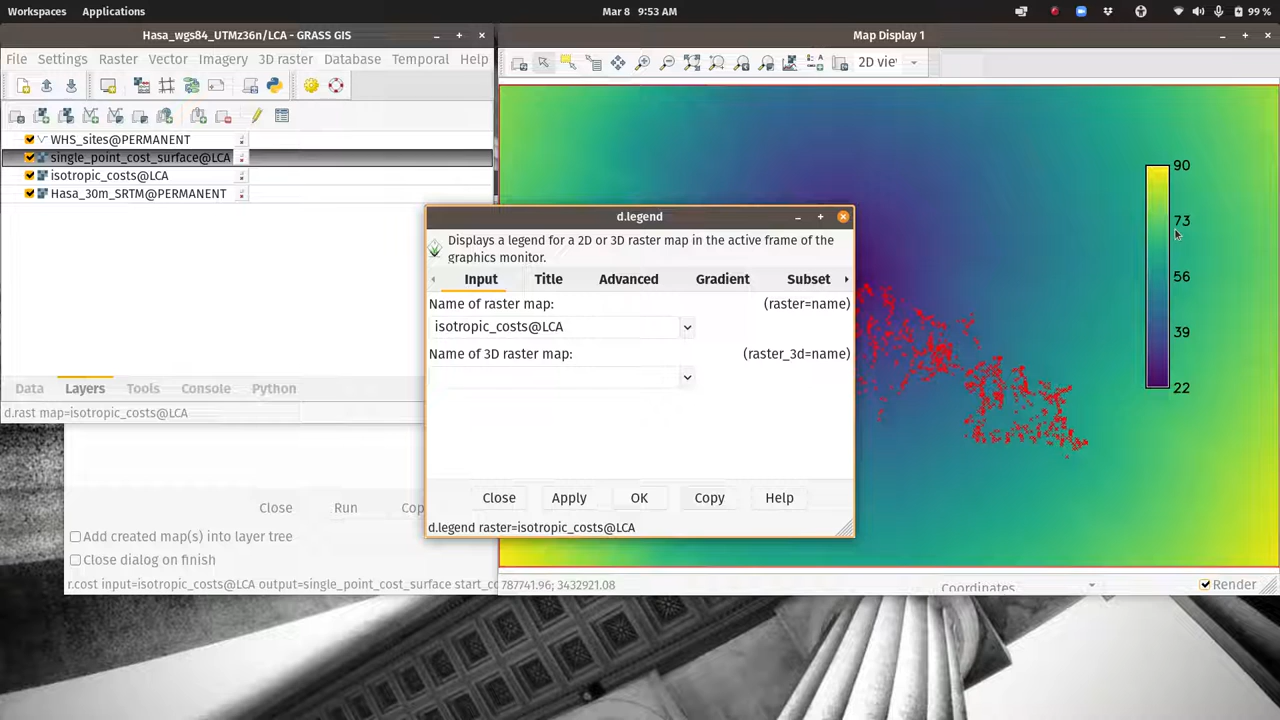 Workspaces Applications Mar 8 9:53 AM 99 %
Hasa_wgs84_UTMz36n/LCA - GRASS GIS
File Settings Raster Vector Imagery 3D raster Database Temporal Help
WHS_sites@PERMANENT
single_point_cost_surface@LCA
isotropic_costs@LCA
Hasa_30m_SRTM@PERMANENT
Data Layers Tools Console Python
d.rast map=isotropic_costs@LCA
Close Run Cop
Add created map(s) into layer tree
Close dialog on finish
r.cost input=isotropic_costs@LCA output=single_point_cost_surface start_co
Map Display 1
2D vie
90
73
56
39
22
787741.96; 3432921.08 Coordinates Render
d.legend
Displays a legend for a 2D or 3D raster map in the active frame of the
graphics monitor.
Input Title Advanced Gradient Subset
Name of raster map: (raster=name)
isotropic_costs@LCA
Name of 3D raster map: (raster_3d=name)
Close Apply OK Copy Help
d.legend raster=isotropic_costs@LCA